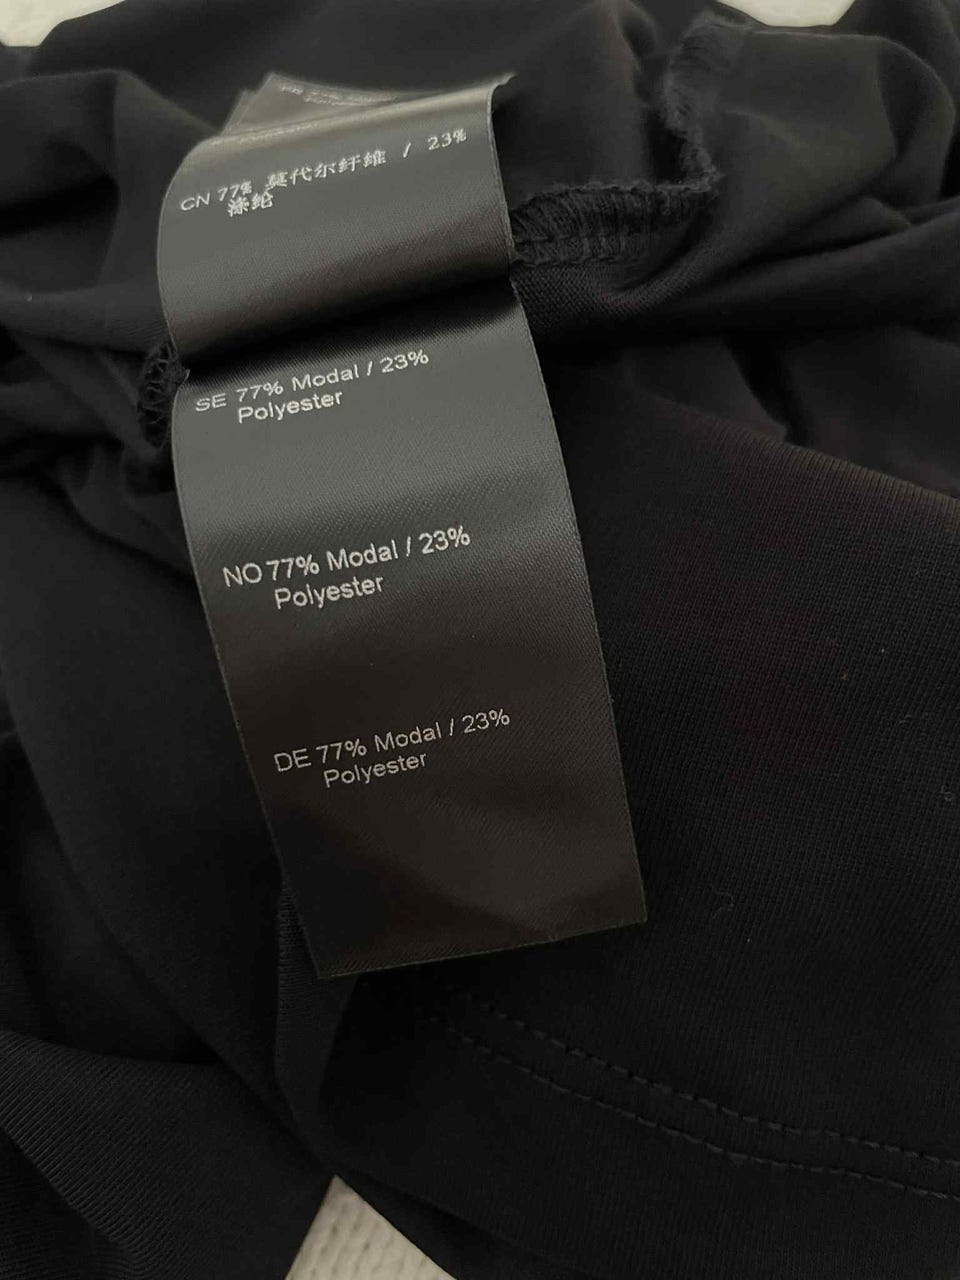 CN 77% 莫代尔纤维 / 23%
涤纶
SE 77% Modal / 23%
Polyester
NO 77% Modal / 23%
Polyester
DE 77% Modal / 23%
Polyester